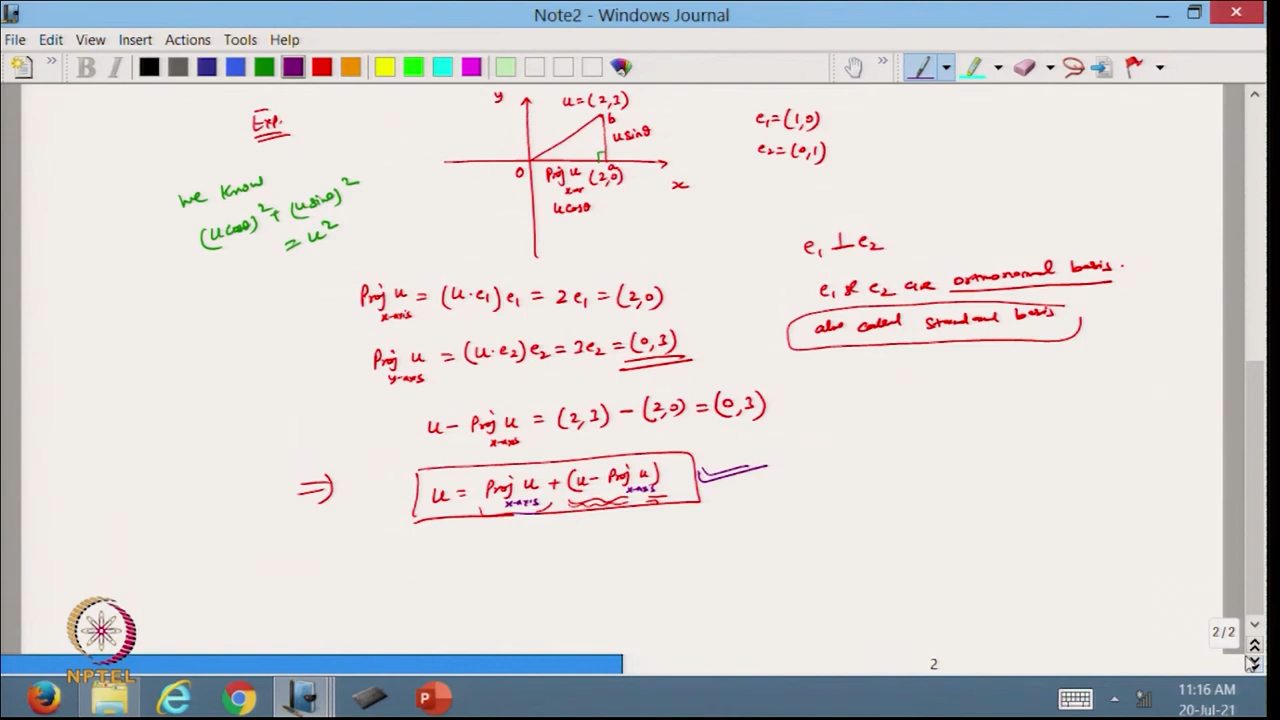 Note2 - Windows Journal
File Edit View Insert Actions Tools Help
Exp.
y
u=(2,3)
b
usinθ
0
Proj u
x-axis
a
(2,0)
x
ucosθ
e₁=(1,0)
e₂=(0,1)
we know
(ucosθ)²+(usinθ)²
=u²
e₁⊥e₂
e₁ & e₂ are orthonormal basis.
also called standard basis
Proj u = (u·e₁)e₁ = 2e₁ = (2,0)
x-axis
Proj u = (u·e₂)e₂ = 3e₂ = (0,3)
y-axis
u - Proj u = (2,3) - (2,0) = (0,3)
x-axis
⇒ u = Proj u + (u - Proj u)
x-axis x-axis
2/2
2
NPTEL
11:16 AM
20-Jul-21